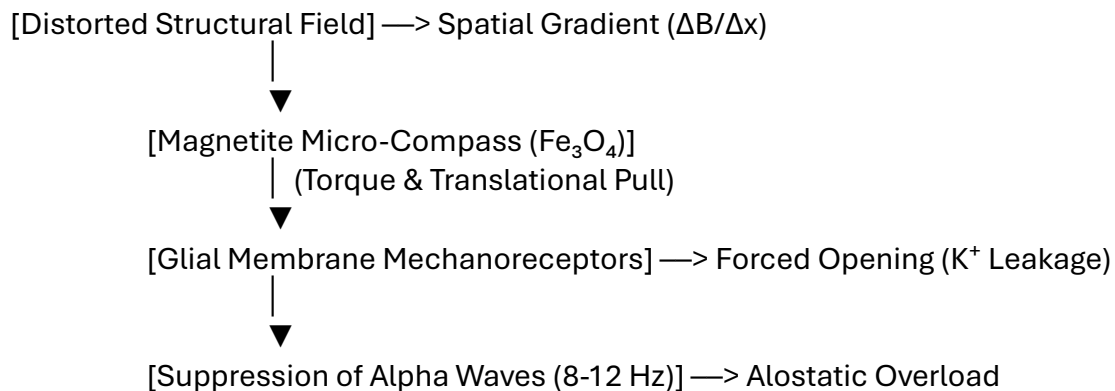 [Distorted Structural Field] —> Spatial Gradient (ΔB/Δx)
[Magnetite Micro-Compass (Fe₃O₄)]
(Torque & Translational Pull)
[Glial Membrane Mechanoreceptors] —> Forced Opening (K⁺ Leakage)
[Suppression of Alpha Waves (8-12 Hz)] —> Alostatic Overload